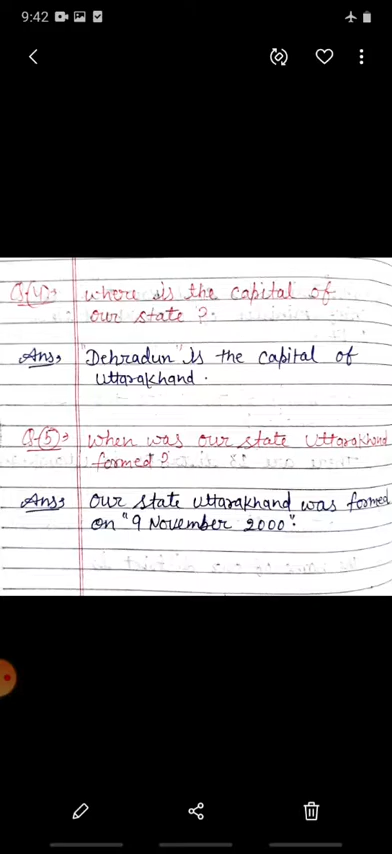 9:42
Q(4):- Where is the capital of
our state ?.
Ans, "Dehradun" is the capital of
Uttarakhand.
Q-(5):- When was our state Uttarakhand
formed ?
Ans, Our state Uttarakhand was formed
on "9 November 2000".